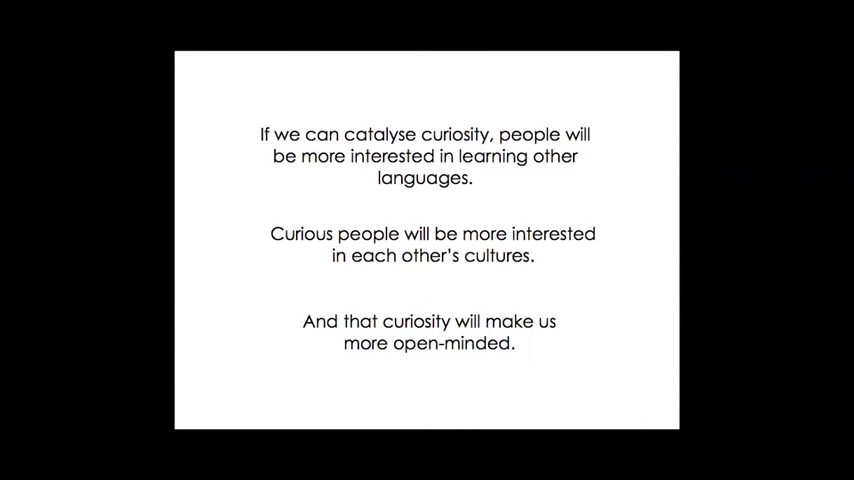 If we can catalyse curiosity, people will
be more interested in learning other
languages.
Curious people will be more interested
in each other's cultures.
And that curiosity will make us
more open-minded.